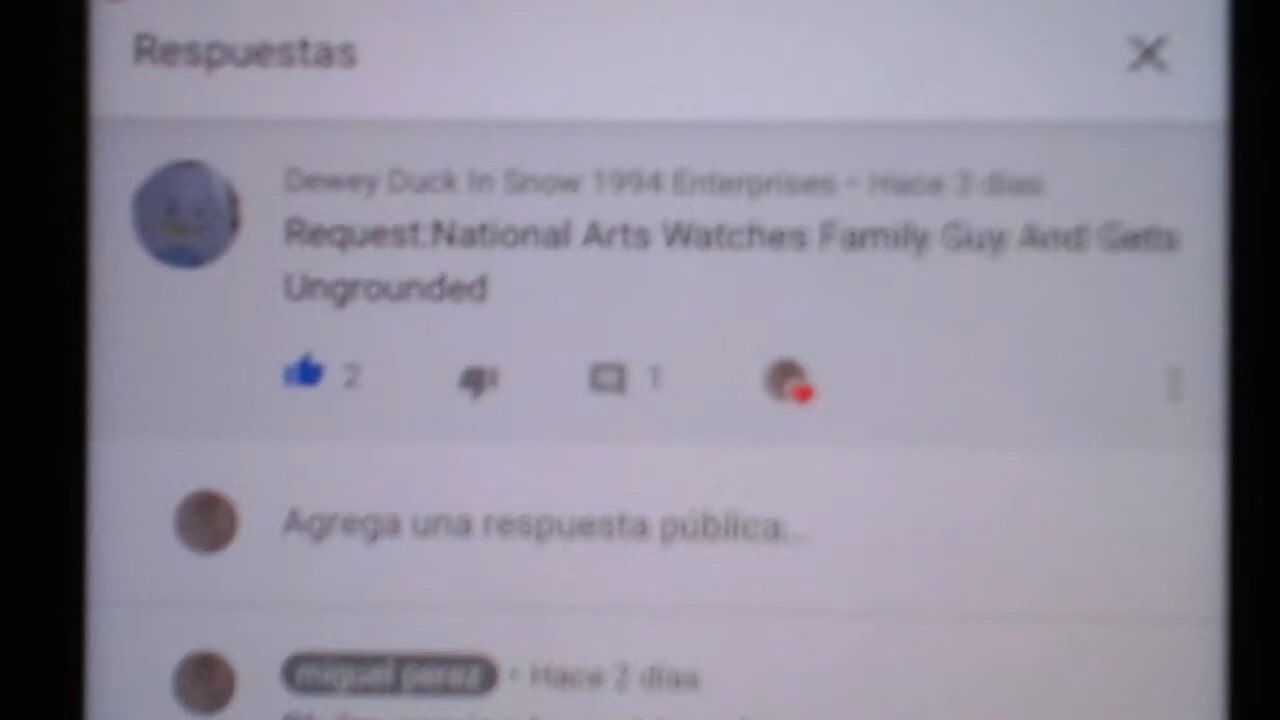 Respuestas
Dewey Duck In Snow 1994 Enterprises • Hace 3 días
Request:National Arts Watches Family Guy And Gets
Ungrounded
2 1
Agrega una respuesta pública...
miguel perez • Hace 2 días